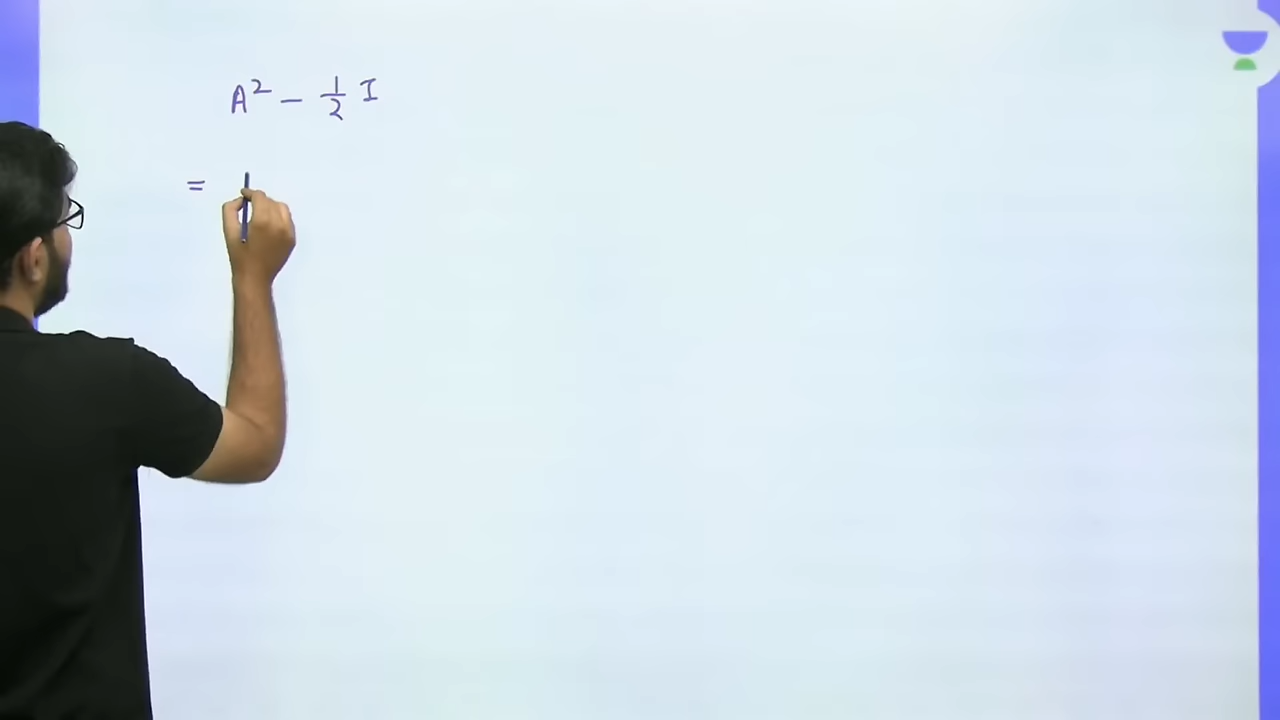 A² - 1/2 I
=